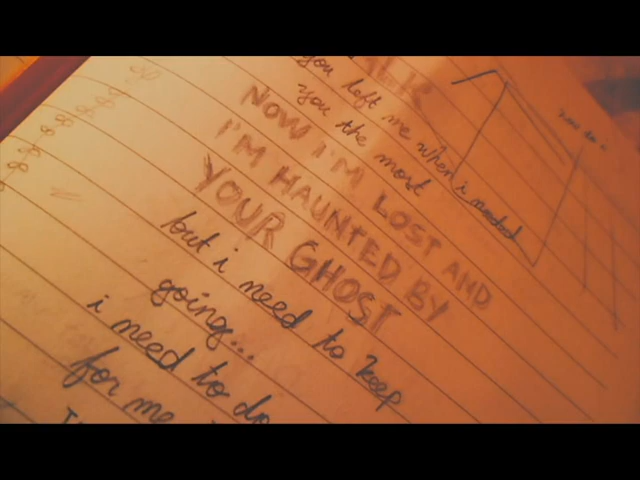 you left me when i needed
you the most
NOW I'M LOST AND
I'M HAUNTED BY
YOUR GHOST
but i need to keep
going...
i need to do
for me